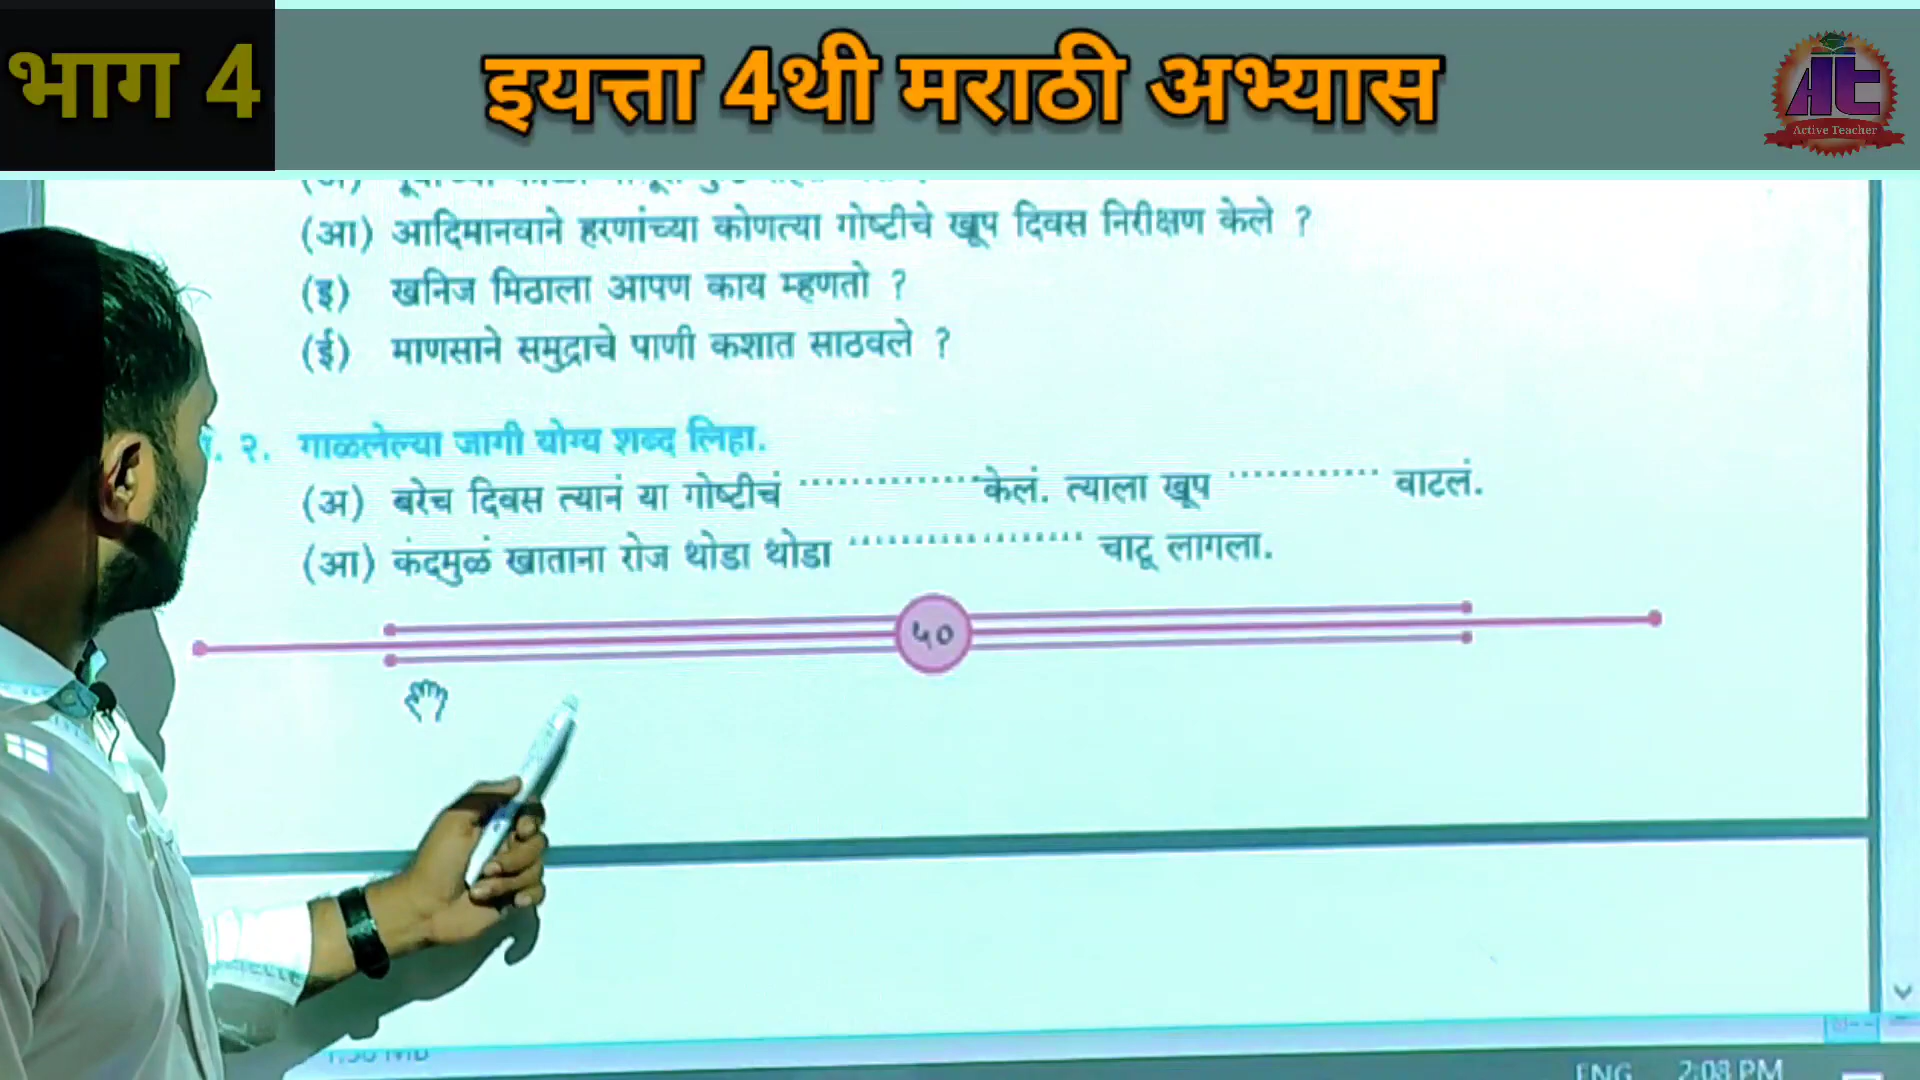 भाग 4
इयत्ता 4थी मराठी अभ्यास
Active Teacher
(आ) आदिमानवाने हरणांच्या कोणत्या गोष्टीचे खूप दिवस निरीक्षण केले ?
(इ) खनिज मिठाला आपण काय म्हणतो ?
(ई) माणसाने समुद्राचे पाणी कशात साठवले ?
२. गाळलेल्या जागी योग्य शब्द लिहा.
(अ) बरेच दिवस त्यानं या गोष्टीचं ................ केलं. त्याला खूप .............. वाटलं.
(आ) कंदमुळं खाताना रोज थोडा थोडा .................. चाटू लागला.
५०
ENG 2:08 PM